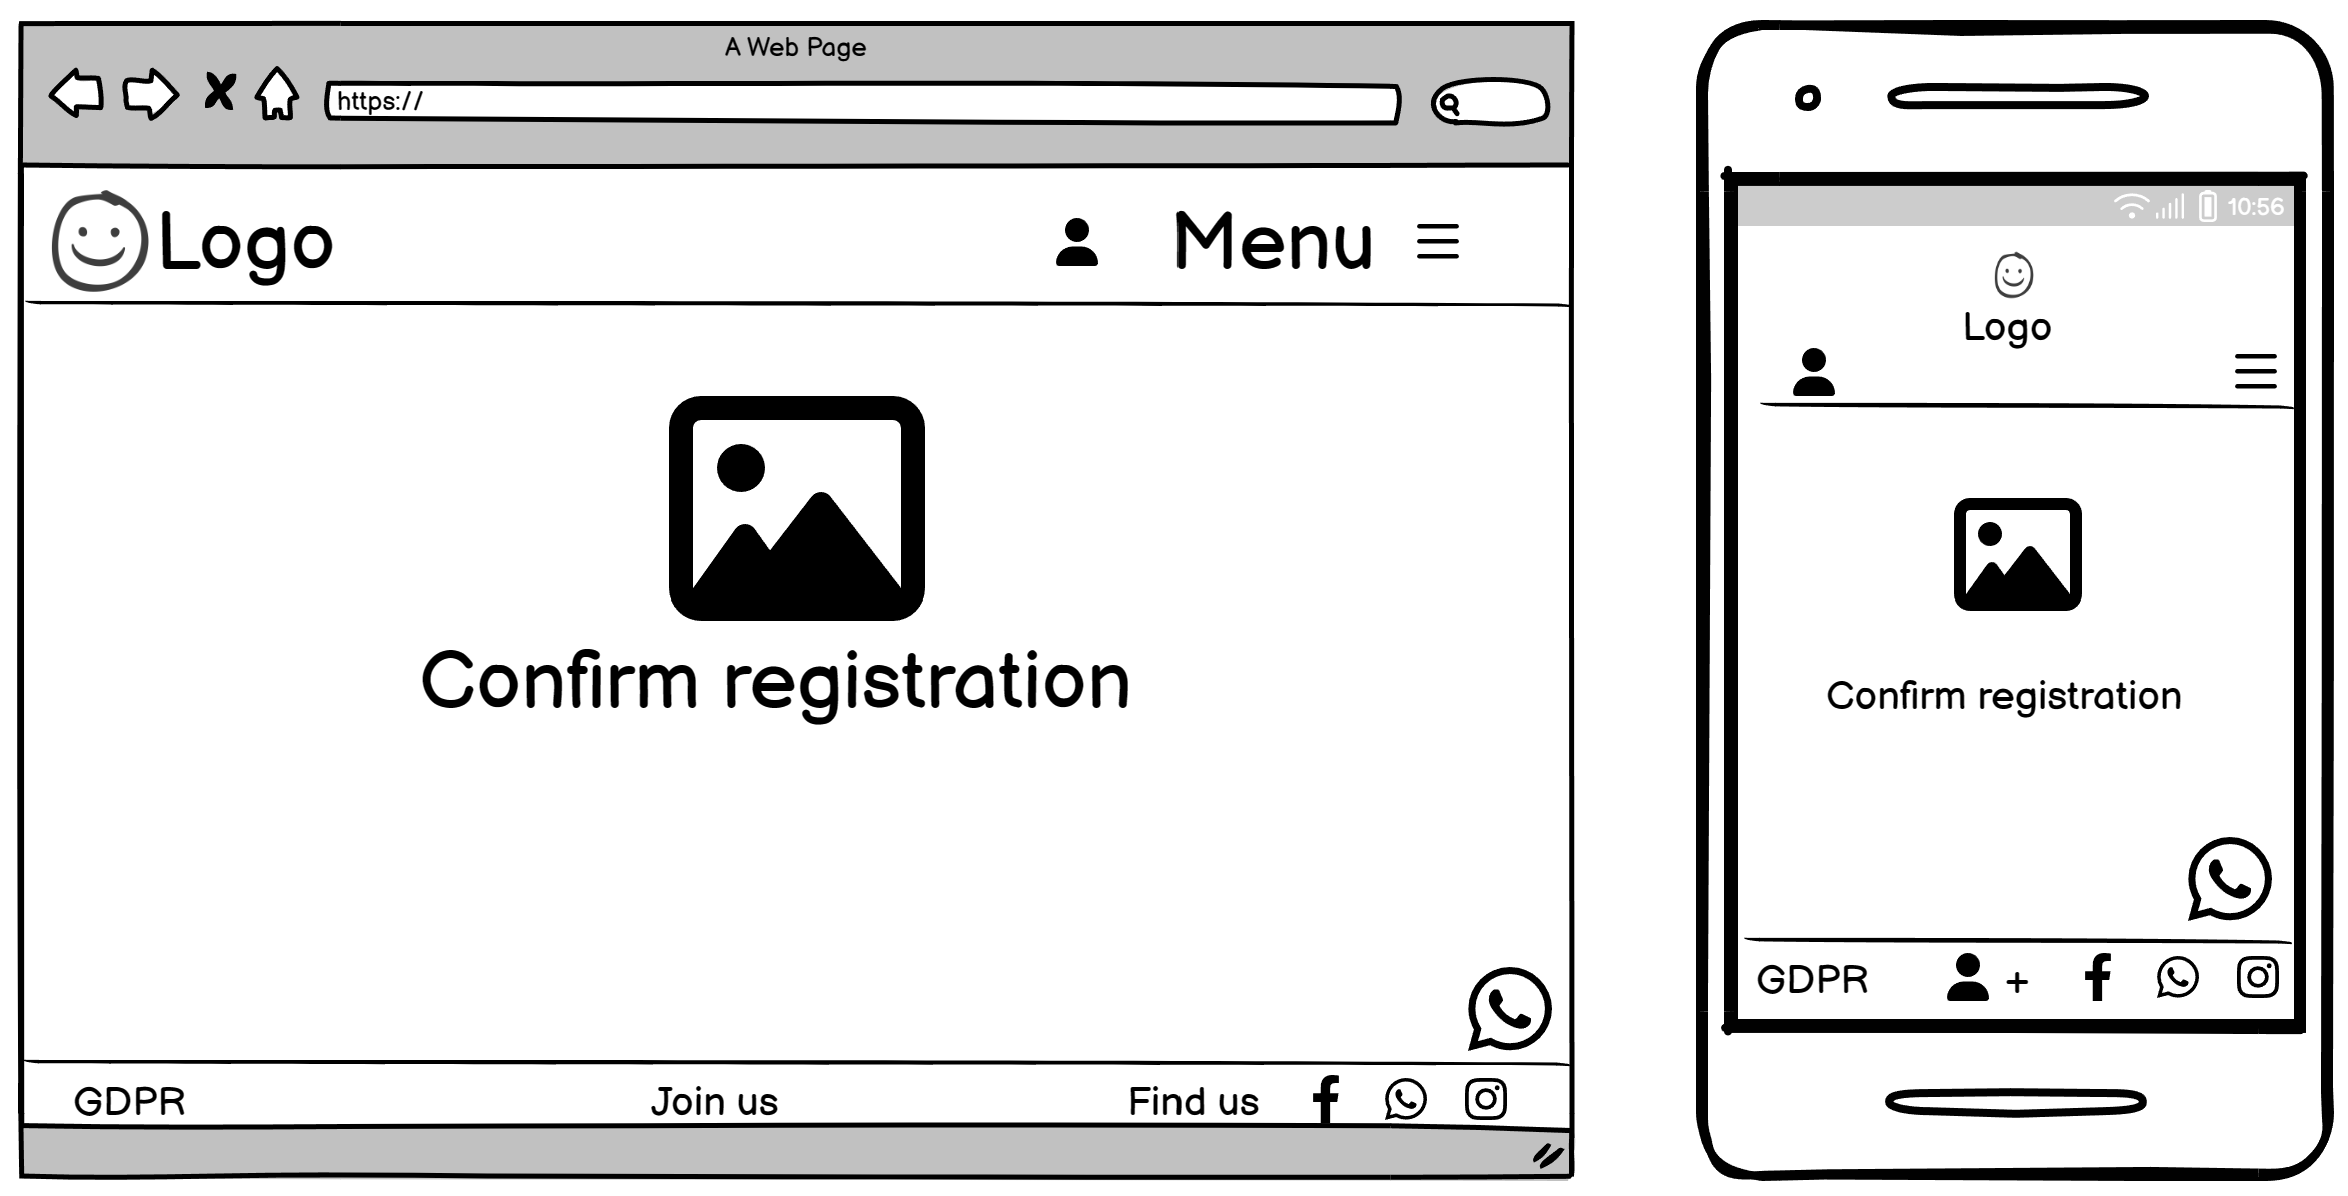 A Web Page
https://
Logo
Menu
Confirm registration
GDPR
Join us
Find us
10:56
Logo
Confirm registration
GDPR
+